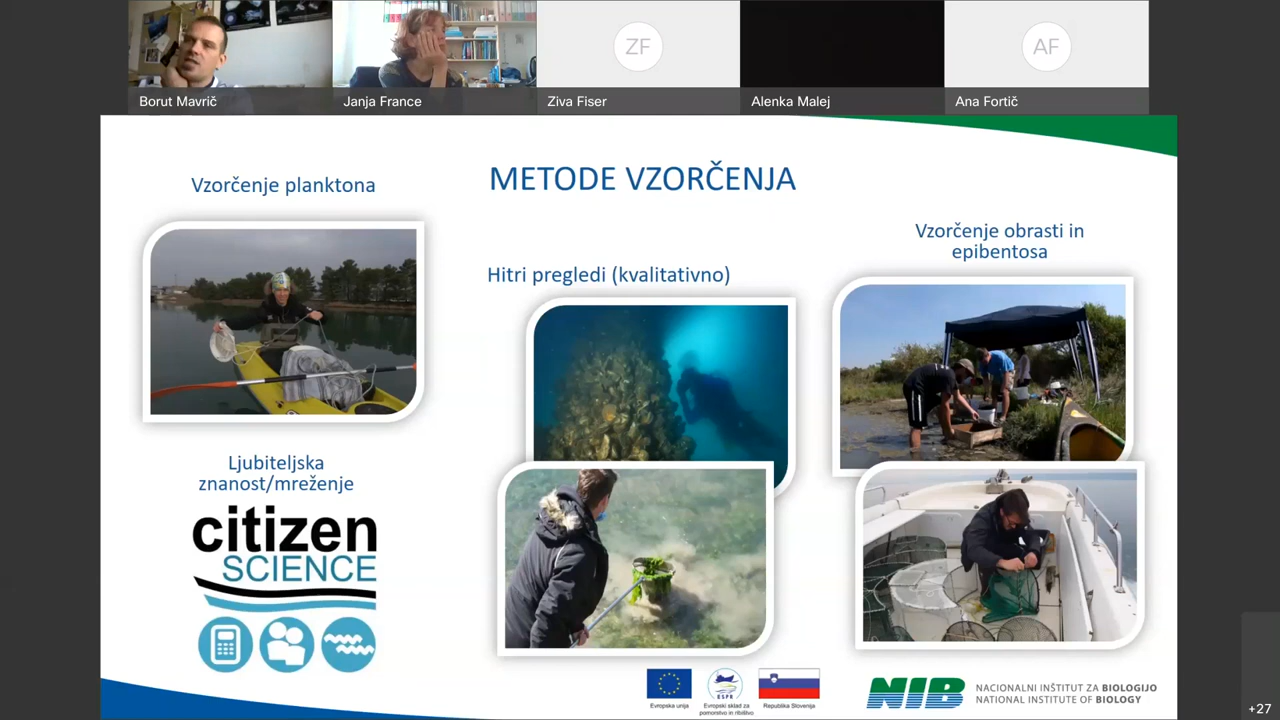 ZF
AF
Borut Mavrič
Janja France
Ziva Fiser
Alenka Malej
Ana Fortič
METODE VZORČENJA
Vzorčenje planktona
Hitri pregledi (kvalitativno)
Vzorčenje obrasti in
epibentosa
Ljubiteljska
znanost/mreženje
citizen
SCIENCE
Evropska unija
ESPR
Evropski sklad za
pomorstvo in ribištvo
Republika Slovenija
NIB
NACIONALNI INŠTITUT ZA BIOLOGIJO
NATIONAL INSTITUTE OF BIOLOGY
+27